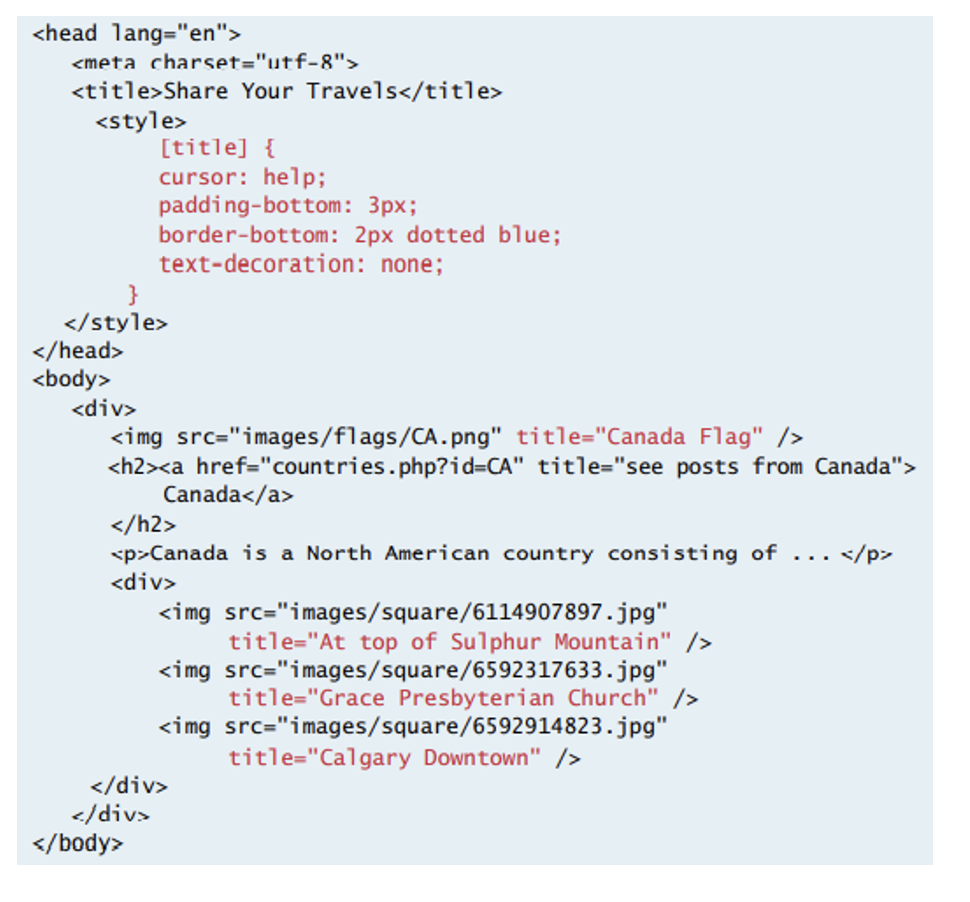 <head lang="en">
<meta charset="utf-8">
<title>Share Your Travels</title>
<style>
[title] {
cursor: help;
padding-bottom: 3px;
border-bottom: 2px dotted blue;
text-decoration: none;
}
</style>
</head>
<body>
<div>
<img src="images/flags/CA.png" title="Canada Flag" />
<h2><a href="countries.php?id=CA" title="see posts from Canada">
Canada</a>
</h2>
<p>Canada is a North American country consisting of ... </p>
<div>
<img src="images/square/6114907897.jpg"
title="At top of Sulphur Mountain" />
<img src="images/square/6592317633.jpg"
title="Grace Presbyterian Church" />
<img src="images/square/6592914823.jpg"
title="Calgary Downtown" />
</div>
</div>
</body>